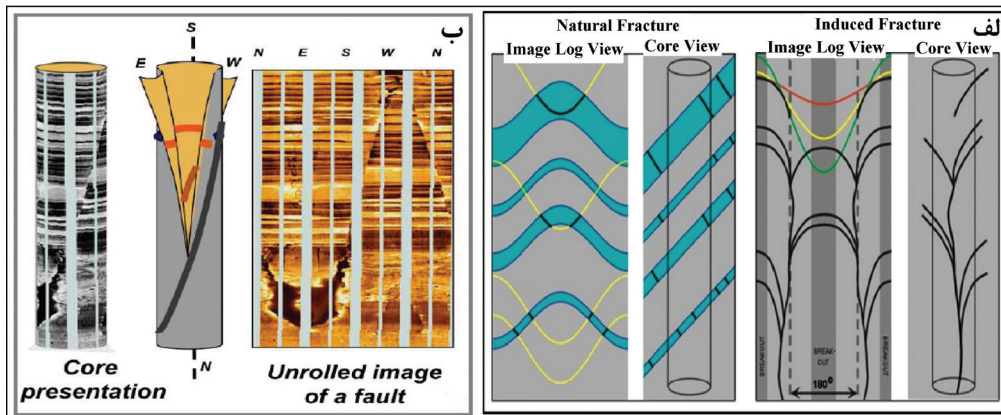 ب
S
E
W
N
N E S W N
Core
presentation
Unrolled image
of a fault
الف
Natural Fracture
Image Log View
Core View
Induced Fracture
Image Log View
Core View
BREAKOUT
BREAK-
OUT
BREAKOUT
180°